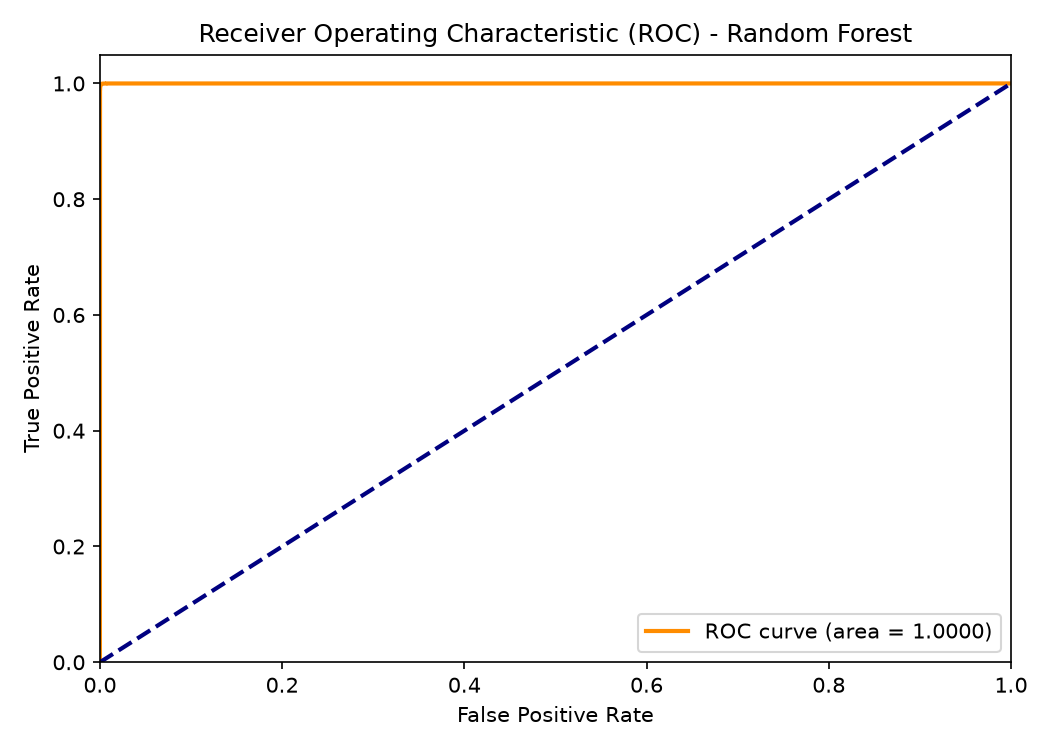 Receiver Operating Characteristic (ROC) - Random Forest
True Positive Rate
1.0
0.8
0.6
0.4
0.2
0.0
0.0 0.2 0.4 0.6 0.8 1.0
False Positive Rate
ROC curve (area = 1.0000)